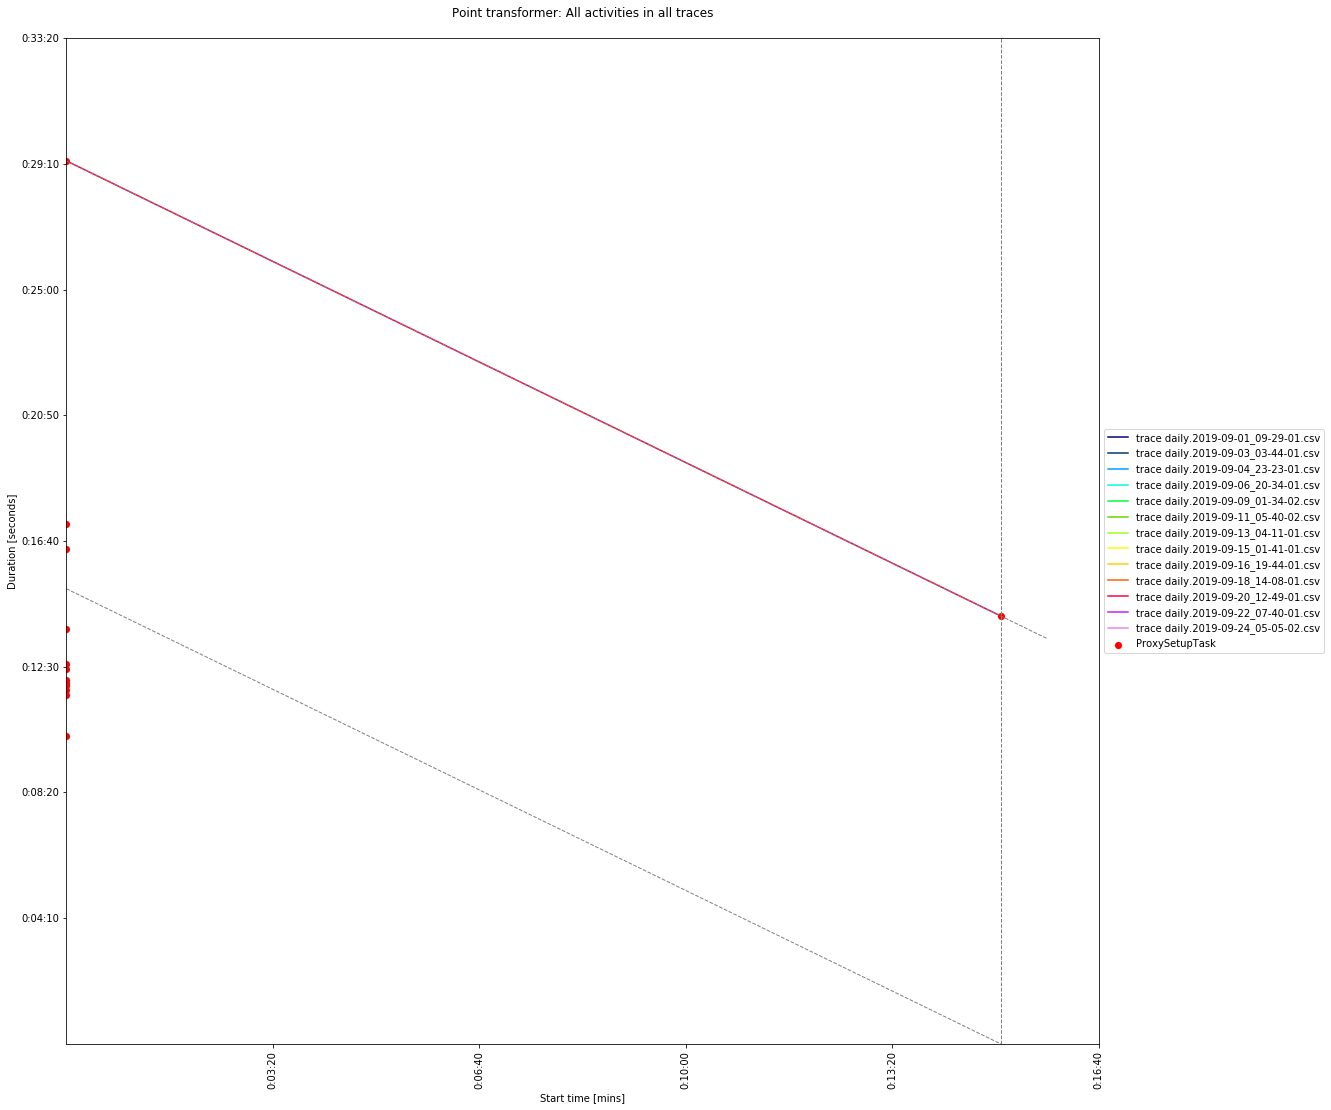 Point transformer: All activities in all traces
0:33:20
0:29:10
0:25:00
0:20:50
0:16:40
0:12:30
0:08:20
0:04:10
Duration [seconds]
0:03:20
0:06:40
0:10:00
0:13:20
0:16:40
Start time [mins]
trace daily.2019-09-01_09-29-01.csv
trace daily.2019-09-03_03-44-01.csv
trace daily.2019-09-04_23-23-01.csv
trace daily.2019-09-06_20-34-01.csv
trace daily.2019-09-09_01-34-02.csv
trace daily.2019-09-11_05-40-02.csv
trace daily.2019-09-13_04-11-01.csv
trace daily.2019-09-15_01-41-01.csv
trace daily.2019-09-16_19-44-01.csv
trace daily.2019-09-18_14-08-01.csv
trace daily.2019-09-20_12-49-01.csv
trace daily.2019-09-22_07-40-01.csv
trace daily.2019-09-24_05-05-02.csv
ProxySetupTask